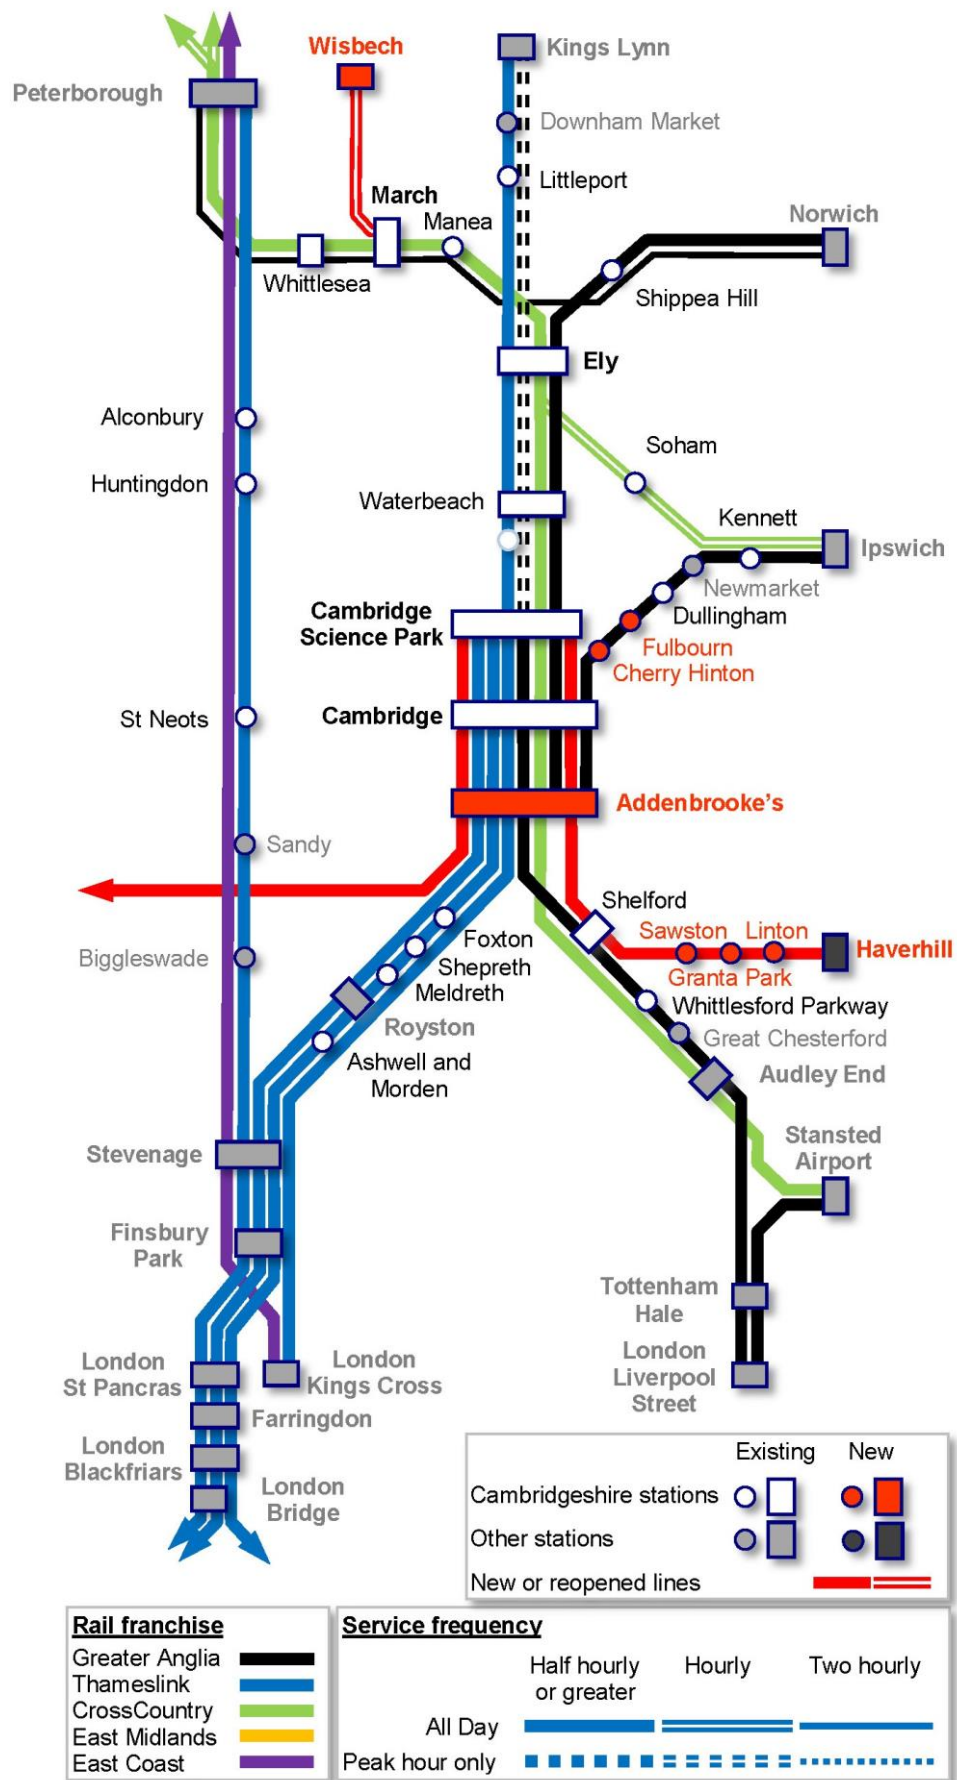 Wisbech
Kings Lynn
Peterborough
Downham Market
Littleport
March
Manea
Norwich
Whittlesea
Shippea Hill
Ely
Alconbury
Soham
Huntingdon
Waterbeach
Kennett
Ipswich
Newmarket
Dullingham
Cambridge
Science Park
Fulbourn
Cherry Hinton
St Neots
Cambridge
Addenbrooke's
Sandy
Shelford
Sawston
Linton
Foxton
Haverhill
Biggleswade
Shepreth
Granta Park
Meldreth
Whittlesford Parkway
Royston
Great Chesterford
Ashwell and
Morden
Audley End
Stevenage
Stansted
Airport
Finsbury
Park
Tottenham
Hale
London
St Pancras
London
Kings Cross
London
Liverpool
Street
Farringdon
London
Blackfriars
London
Bridge
Existing New
Cambridgeshire stations
Other stations
New or reopened lines
Rail franchise
Greater Anglia
Thameslink
CrossCountry
East Midlands
East Coast
Service frequency
Half hourly
or greater
Hourly
Two hourly
All Day
Peak hour only